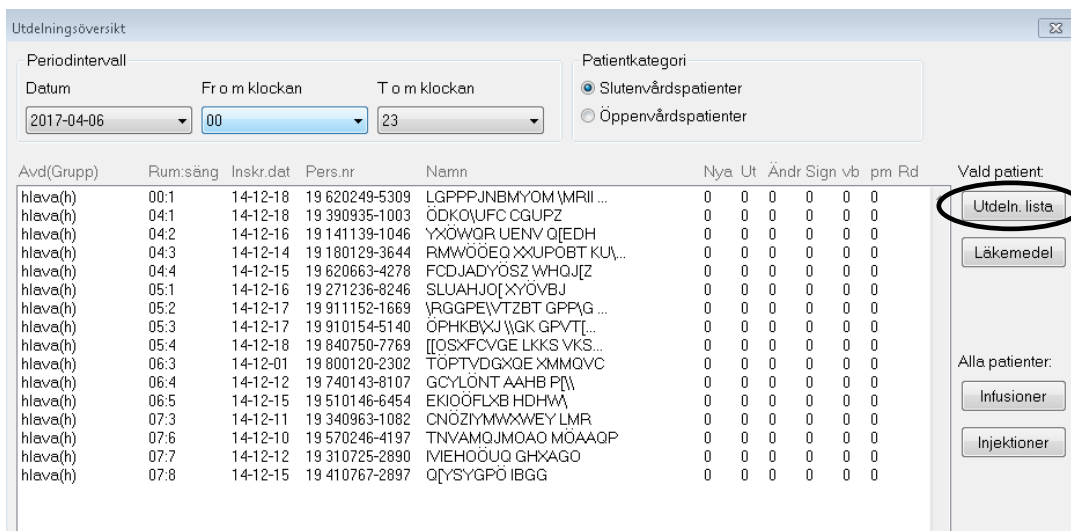 Utdelningsöversikt
Periodintervall
Datum Fr o m klockan T o m klockan
2017-04-06 00 23
Patientkategori
Slutenvårdspatienter
Öppenvårdspatienter
Avd(Grupp) Rum:säng Inskr.dat Pers.nr Namn Nya Ut Ändr Sign vb pm Rd
hlava(h) 00:1 14-12-18 19 620249-5309 LGPPPJNBMYOM \MRII ... 0 0 0 0 0 0
hlava(h) 04:1 14-12-18 19 390935-1003 ÖDKO\UFC CGUPZ 0 0 0 0 0 0
hlava(h) 04:2 14-12-16 19 141139-1046 YXÖWQR UENV Q[EDH 0 0 0 0 0 0
hlava(h) 04:3 14-12-14 19 180129-3644 RMWÖÖEQ XXUPÖBT KU\... 0 0 0 0 0 0
hlava(h) 04:4 14-12-15 19 620663-4278 FCDJADYÖSZ WHQJ[Z 0 0 0 0 0 0
hlava(h) 05:1 14-12-16 19 271236-8246 SLUAHJO[ XYÖVBJ 0 0 0 0 0 0
hlava(h) 05:2 14-12-17 19 911152-1669 \RGGPE\VTZBT GPP\G ... 0 0 0 0 0 0
hlava(h) 05:3 14-12-17 19 910154-5140 ÖPHKB\XJ \\GK GPVT[... 0 0 0 0 0 0
hlava(h) 05:4 14-12-18 19 840750-7769 [[OSXFCVGE LKKS VKS... 0 0 0 0 0 0
hlava(h) 06:3 14-12-01 19 800120-2302 TÖPTVDGXQE XMMQVC 0 0 0 0 0 0
hlava(h) 06:4 14-12-12 19 740143-8107 GCYLÖNT AAHB P[\\ 0 0 0 0 0 0
hlava(h) 06:5 14-12-15 19 510146-6454 EKIOÖFLXB HDHW\ 0 0 0 0 0 0
hlava(h) 07:3 14-12-11 19 340963-1082 CNÖZIYMWXWEY LMR 0 0 0 0 0 0
hlava(h) 07:6 14-12-10 19 570246-4197 TNVAMQJMOAO MÖAAQP 0 0 0 0 0 0
hlava(h) 07:7 14-12-12 19 310725-2890 IVIEHOÖUQ GHXAGO 0 0 0 0 0 0
hlava(h) 07:8 14-12-15 19 410767-2897 Q[YSYGPÖ IBGG 0 0 0 0 0 0
Vald patient:
Utdeln. lista
Läkemedel
Alla patienter:
Infusioner
Injektioner